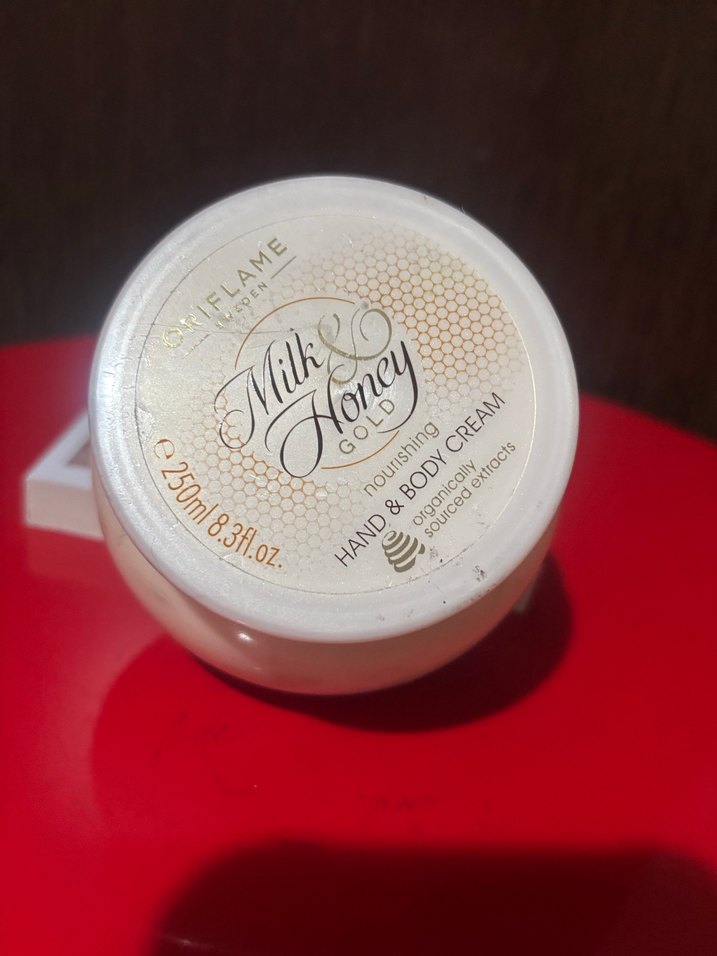 ORIFLAME
SWEDEN
Milk &
Honey
GOLD
nourishing
HAND & BODY CREAM
organically
sourced extracts
e 250ml 8.3fl.oz.